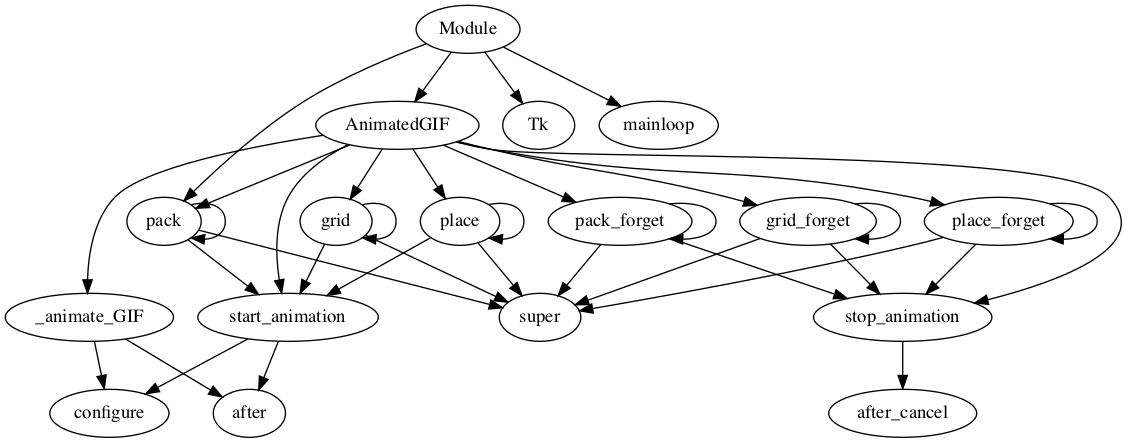 Module
AnimatedGIF
Tk
mainloop
pack
grid
place
pack_forget
grid_forget
place_forget
_animate_GIF
start_animation
super
stop_animation
configure
after
after_cancel